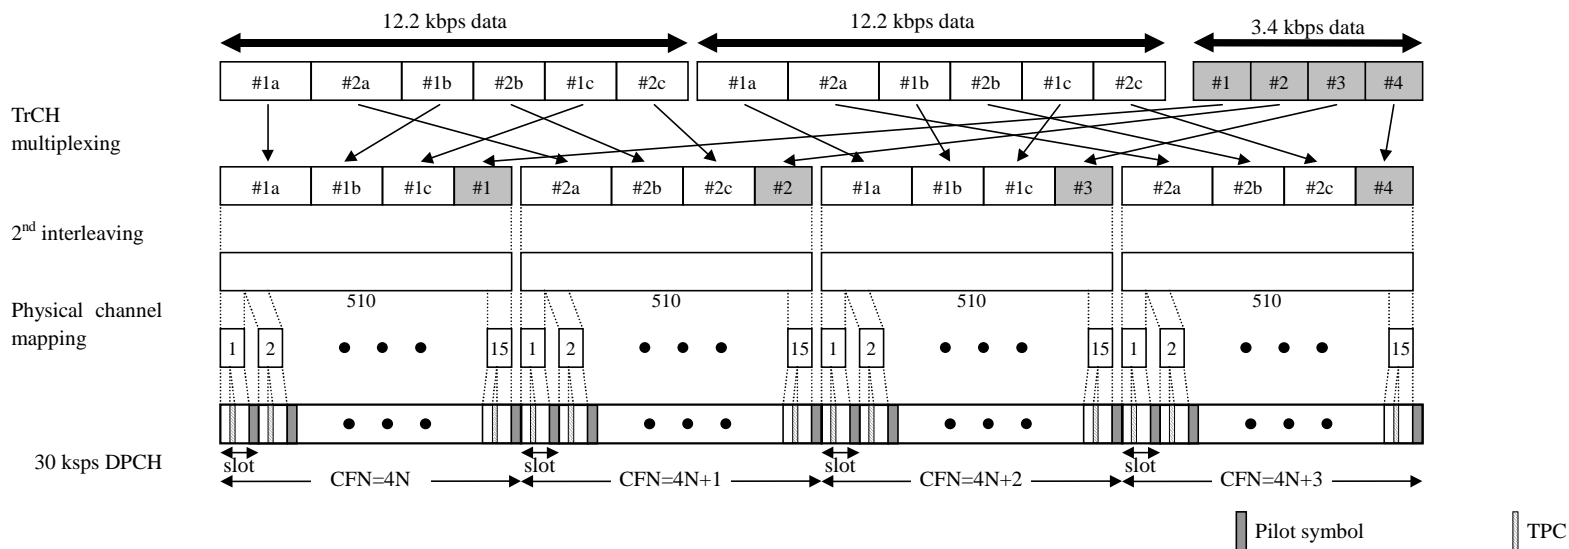 12.2 kbps data 12.2 kbps data 3.4 kbps data
#1a #2a #1b #2b #1c #2c #1a #2a #1b #2b #1c #2c #1 #2 #3 #4
TrCH
multiplexing
#1a #1b #1c #1 #2a #2b #2c #2 #1a #1b #1c #3 #2a #2b #2c #4
2nd interleaving
510 510 510 510
Physical channel
mapping
1 2 15 1 2 15 1 2 15 1 2 15
30 ksps DPCH
slot slot slot slot
CFN=4N CFN=4N+1 CFN=4N+2 CFN=4N+3
Pilot symbol TPC